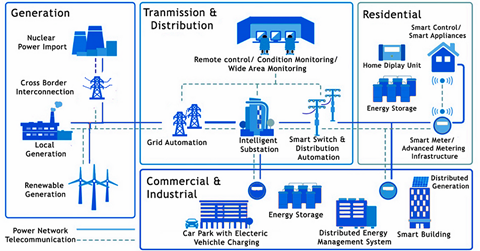 Generation
Nuclear
Power Import
Cross Border
Interconnection
Local
Generation
Renewable
Generation
Tranmission &
Distribution
Remote control/ Condition Monitoring/
Wide Area Monitoring
Grid Automation
Intelligent
Substation
Smart Switch &
Distribution
Automation
Residential
Smart Control/
Smart Appliances
Home Diplay Unit
Energy Storage
Smart Meter/
Advanced Metering
Infrastructure
Commercial &
Industrial
Car Park with Electric
Vehichle Charging
Energy Storage
Distributed Energy
Management System
Distributed
Generation
Smart Building
Power Network
Telecommunication